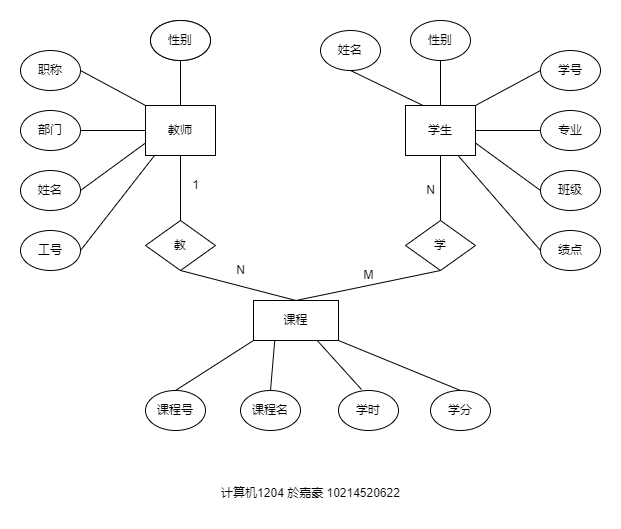 性别
性别
姓名
职称
学号
部门
教师
学生
专业
1
N
姓名
班级
工号
教
学
绩点
N
M
课程
课程号
课程名
学时
学分
计算机1204 於嘉豪 10214520622